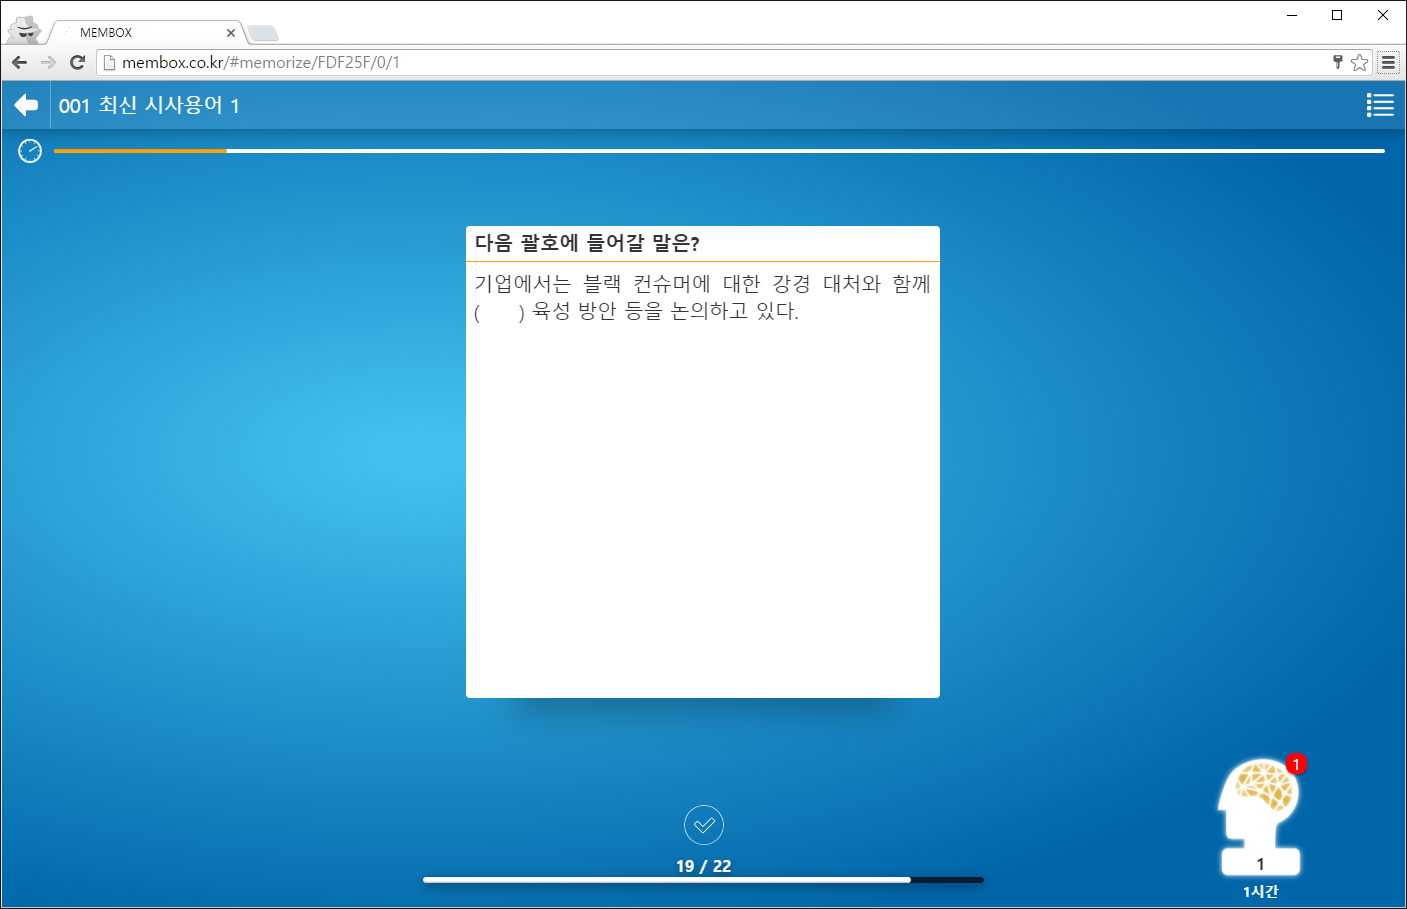 MEMBOX
membox.co.kr/#memorize/FDF25F/0/1
001 최신 시사용어 1
다음 괄호에 들어갈 말은?
기업에서는 블랙 컨슈머에 대한 강경 대처와 함께
(      ) 육성 방안 등을 논의하고 있다.
19 / 22
1
1
1시간